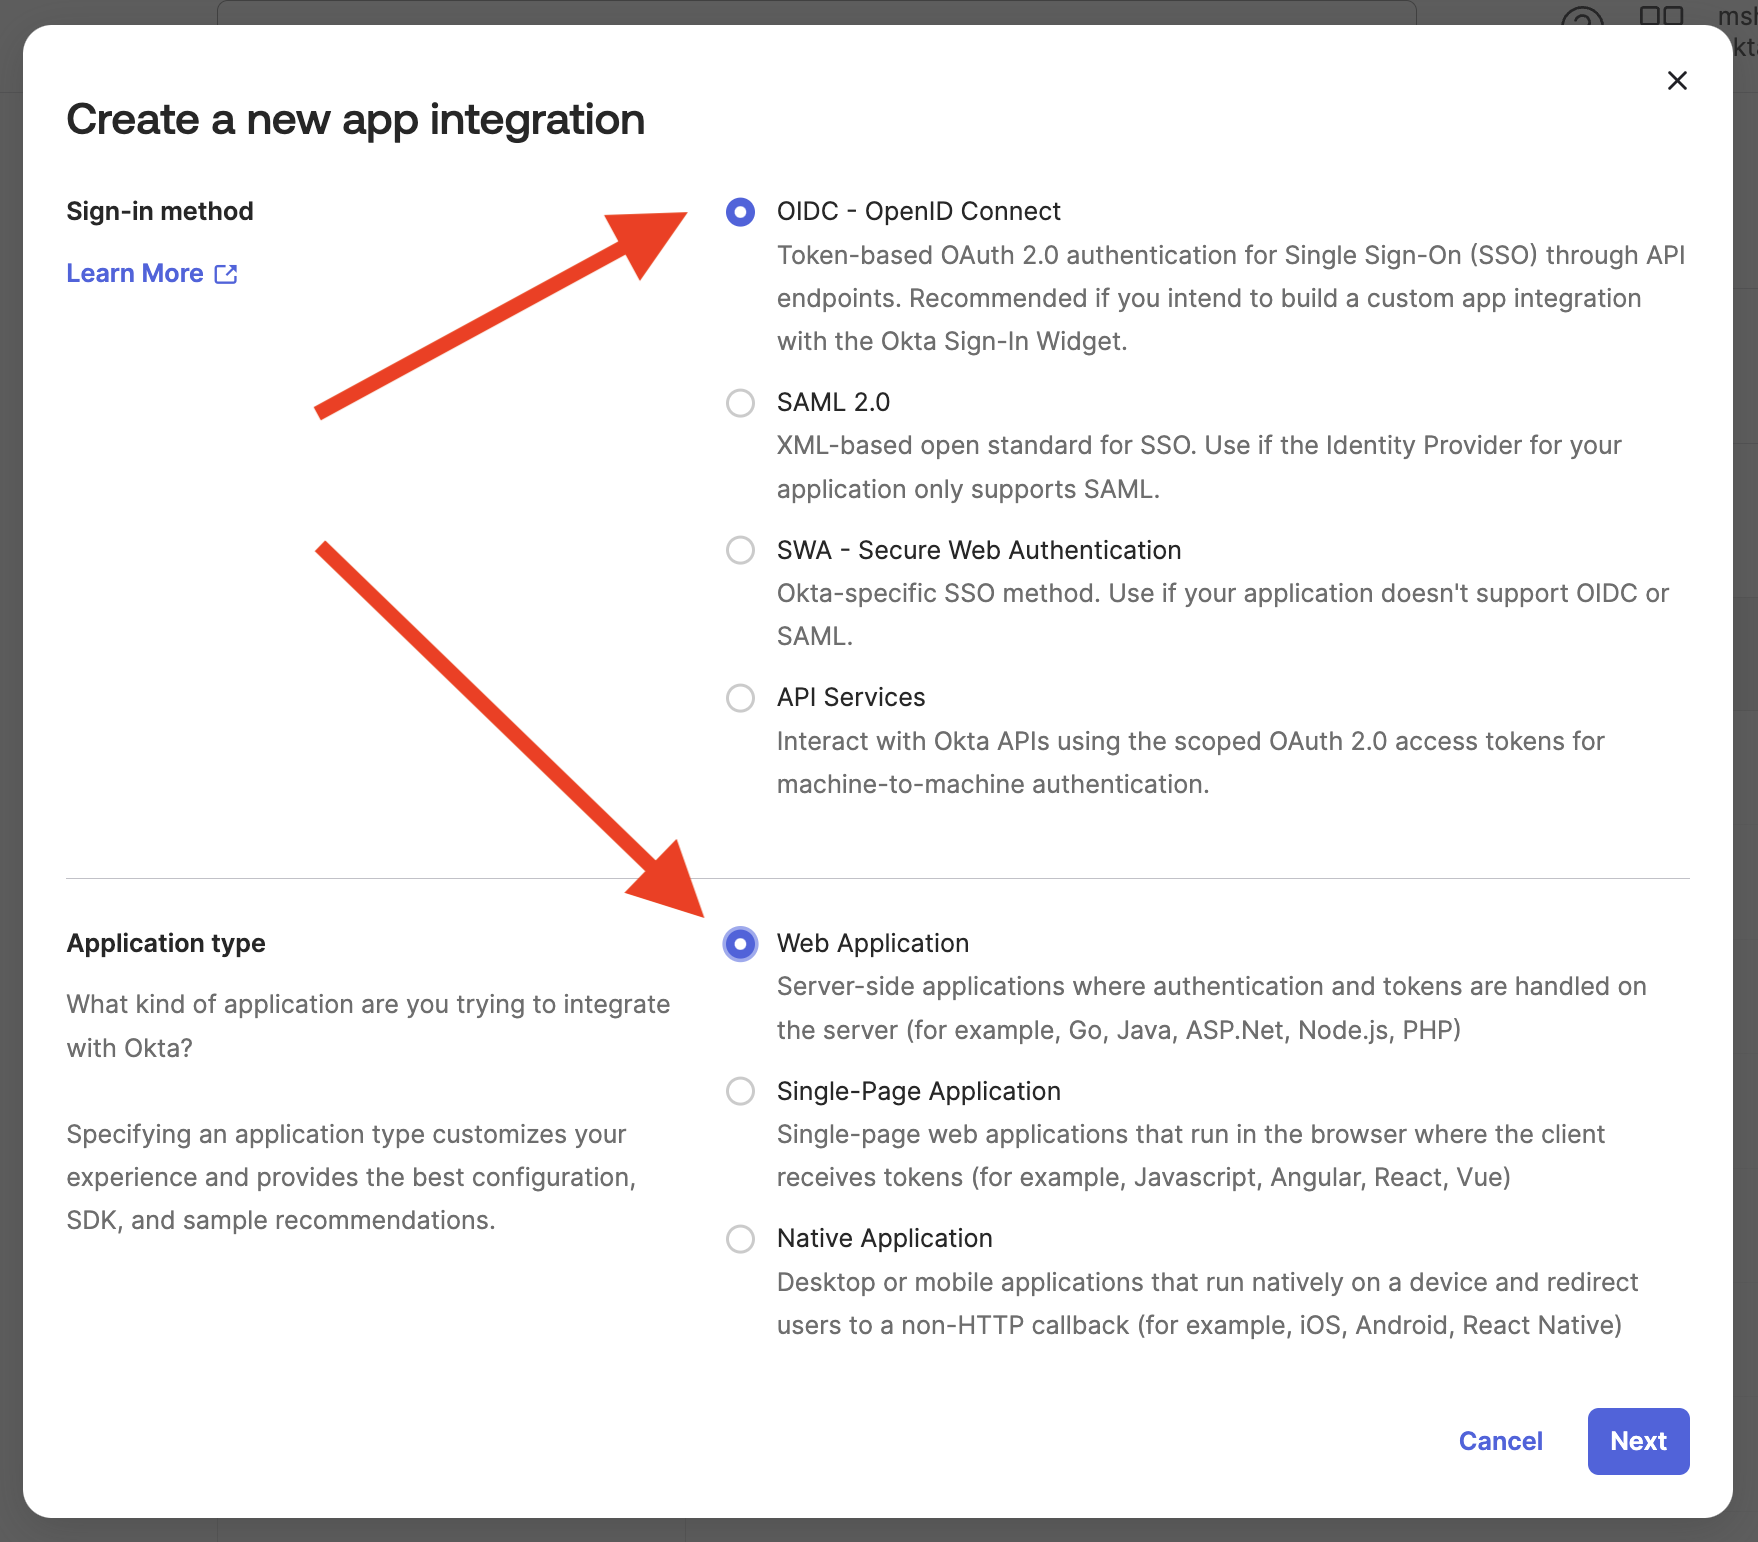 Create a new app integration
Sign-in method
Learn More
OIDC - OpenID Connect
Token-based OAuth 2.0 authentication for Single Sign-On (SSO) through API
endpoints. Recommended if you intend to build a custom app integration
with the Okta Sign-In Widget.
SAML 2.0
XML-based open standard for SSO. Use if the Identity Provider for your
application only supports SAML.
SWA - Secure Web Authentication
Okta-specific SSO method. Use if your application doesn't support OIDC or
SAML.
API Services
Interact with Okta APIs using the scoped OAuth 2.0 access tokens for
machine-to-machine authentication.
Application type
What kind of application are you trying to integrate
with Okta?
Specifying an application type customizes your
experience and provides the best configuration,
SDK, and sample recommendations.
Web Application
Server-side applications where authentication and tokens are handled on
the server (for example, Go, Java, ASP.Net, Node.js, PHP)
Single-Page Application
Single-page web applications that run in the browser where the client
receives tokens (for example, Javascript, Angular, React, Vue)
Native Application
Desktop or mobile applications that run natively on a device and redirect
users to a non-HTTP callback (for example, iOS, Android, React Native)
Cancel
Next